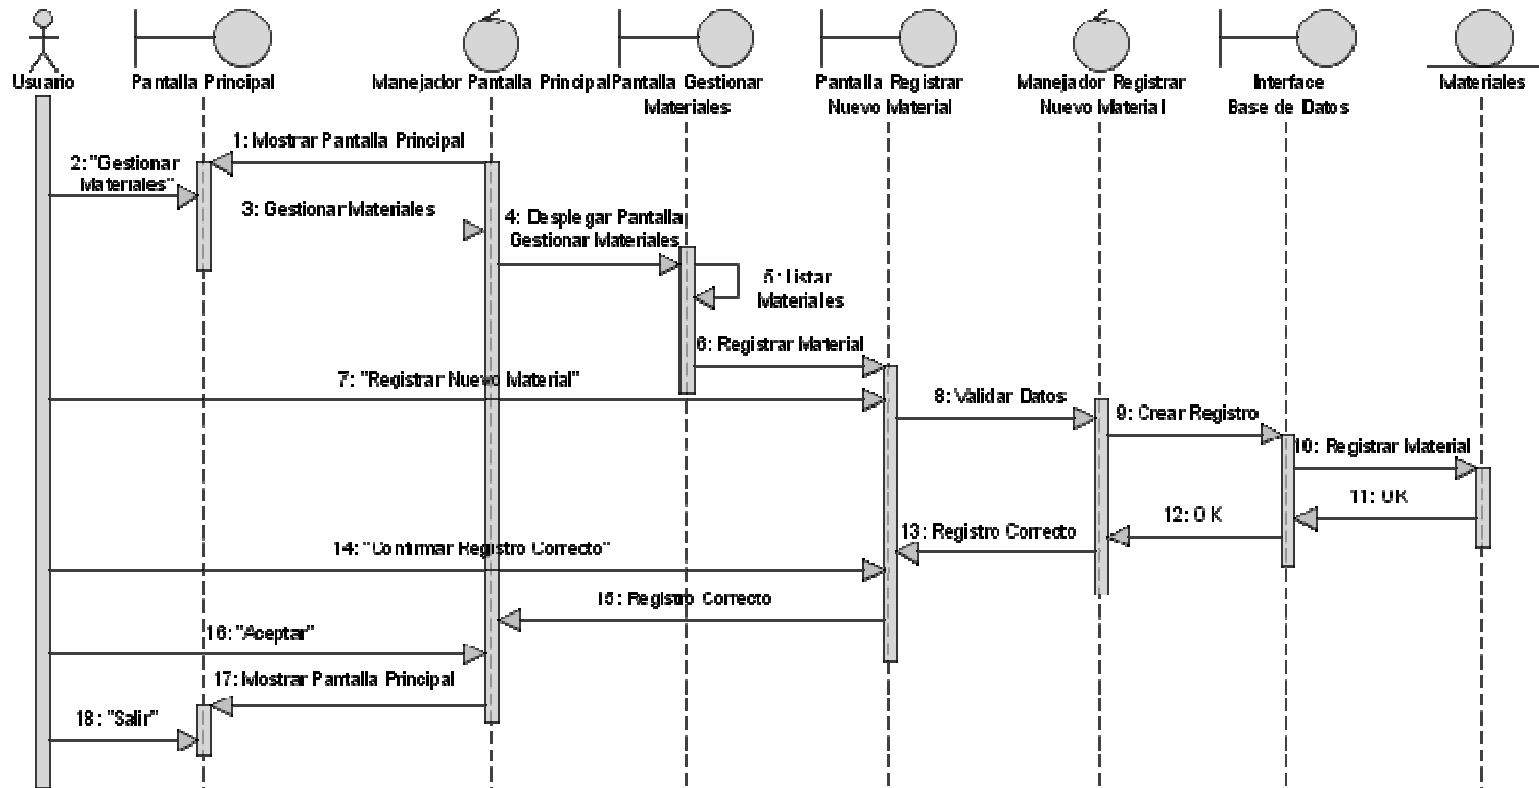 Usuario
Pantalla Principal
Manejador Pantalla Principal
Pantalla Gestionar
Materiales
Pantalla Registrar
Nuevo Material
Manejador Registrar
Nuevo Material
Interface
Base de Datos
Materiales
1: Mostrar Pantalla Principal
2: "Gestionar
Materiales"
3: Gestionar Materiales
4: Desplegar Pantalla
Gestionar Materiales
5: Listar
Materiales
6: Registrar Material
7: "Registrar Nuevo Material"
8: Validar Datos
9: Crear Registro
10: Registrar Material
11: OK
12: OK
13: Registro Correcto
14: "Confirmar Registro Correcto"
15: Registro Correcto
16: "Aceptar"
17: Mostrar Pantalla Principal
18: "Salir"